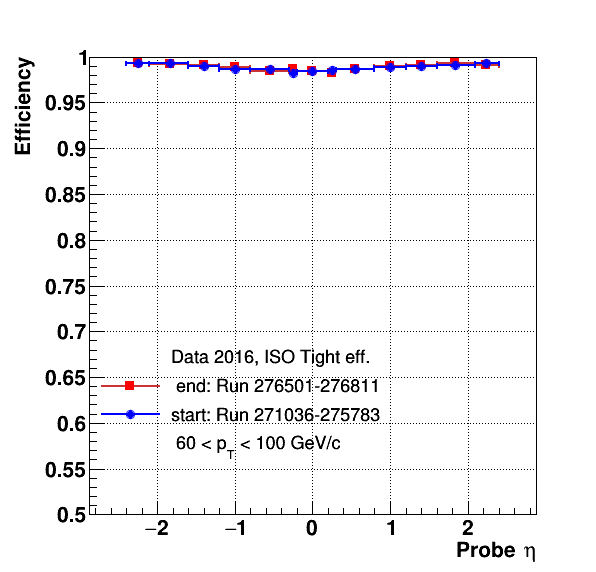 Efficiency
1
0.95
0.9
0.85
0.8
0.75
0.7
0.65
0.6
0.55
0.5
Data 2016, ISO Tight eff.
end: Run 276501-276811
start: Run 271036-275783
60 < p_T < 100 GeV/c
−2 −1 0 1 2
Probe η